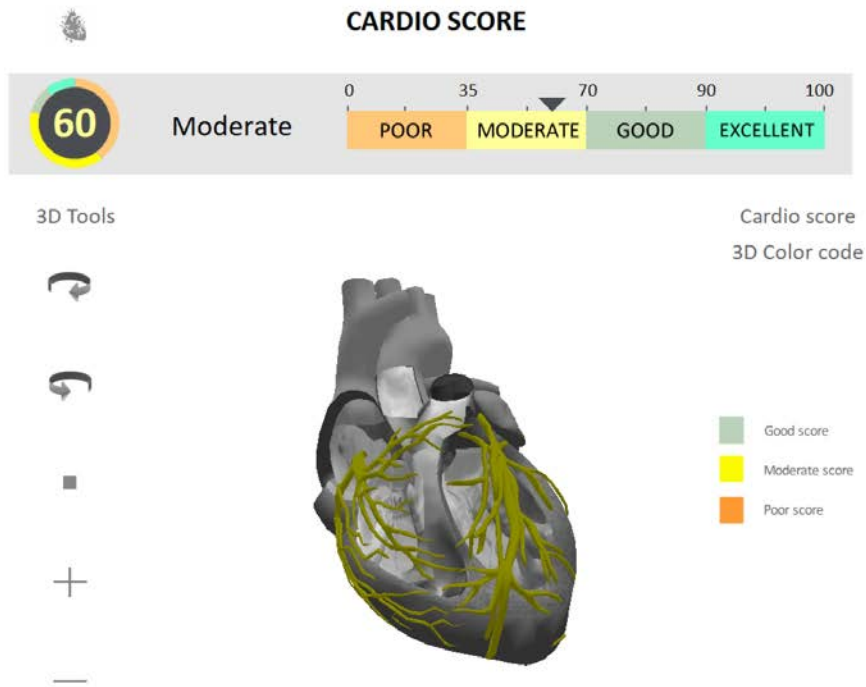 CARDIO SCORE
60
Moderate
0 35 70 90 100
POOR MODERATE GOOD EXCELLENT
3D Tools
Cardio score
3D Color code
Good score
Moderate score
Poor score